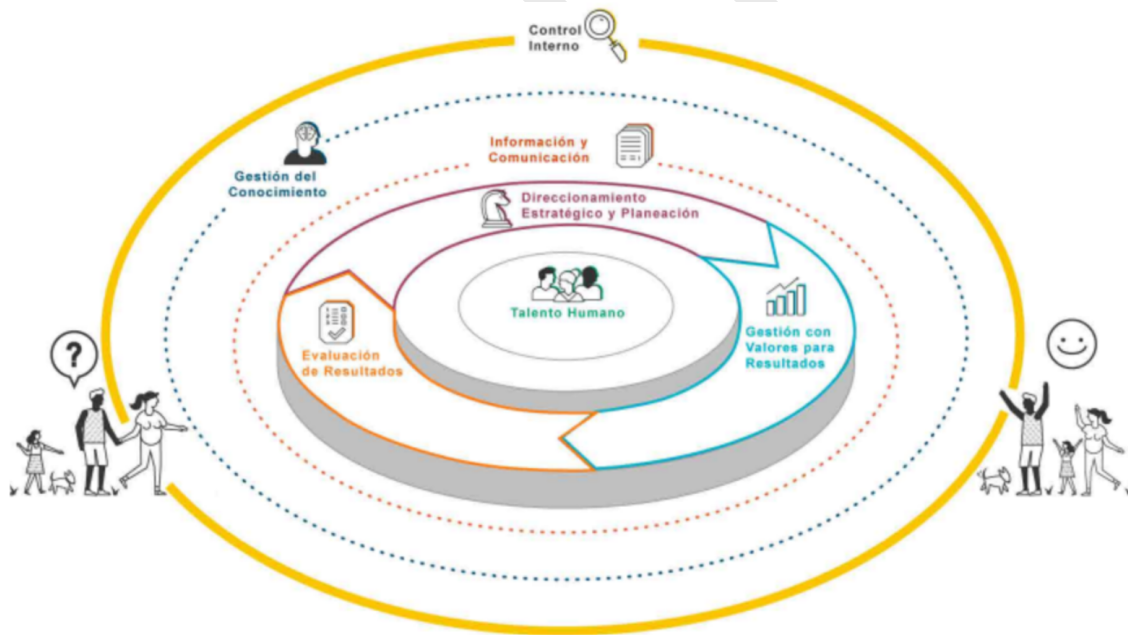 Control
Interno
Información y
Comunicación
Gestión del
Conocimiento
Direccionamiento
Estratégico y Planeación
Talento Humano
Gestión con
Valores para
Resultados
Evaluación
de Resultados
?